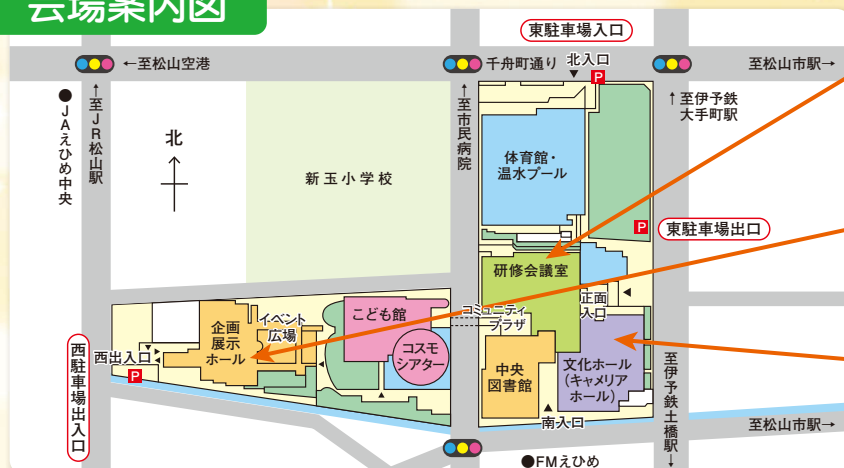 会場案内図
東駐車場入口
←至松山空港
千舟町通り
北入口
P
至松山市駅→
●JAえひめ中央
↑至JR松山駅
北
新玉小学校
↑至市民病院
体育館・
温水プール
↑至伊予鉄
大手町駅
P
東駐車場出口
研修会議室
正面
入口
コミュニティ
プラザ
企画
展示
ホール
イベント
広場
こども館
コスモ
シアター
西駐車場出入口
西出入口
P
中央
図書館
文化ホール
(キャメリア
ホール)
南入口
至伊予鉄土橋駅→
至松山市駅→
●FMえひめ